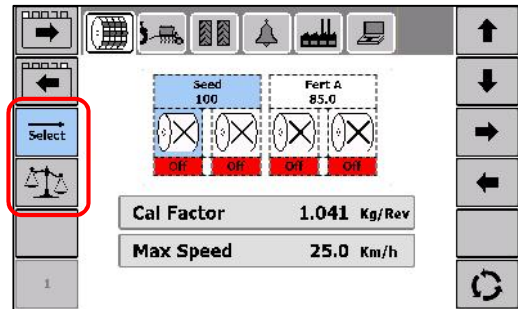 Seed
100
Fert A
85.0
Select
Off Off Off Off
Cal Factor 1.041 Kg/Rev
Max Speed 25.0 Km/h
1